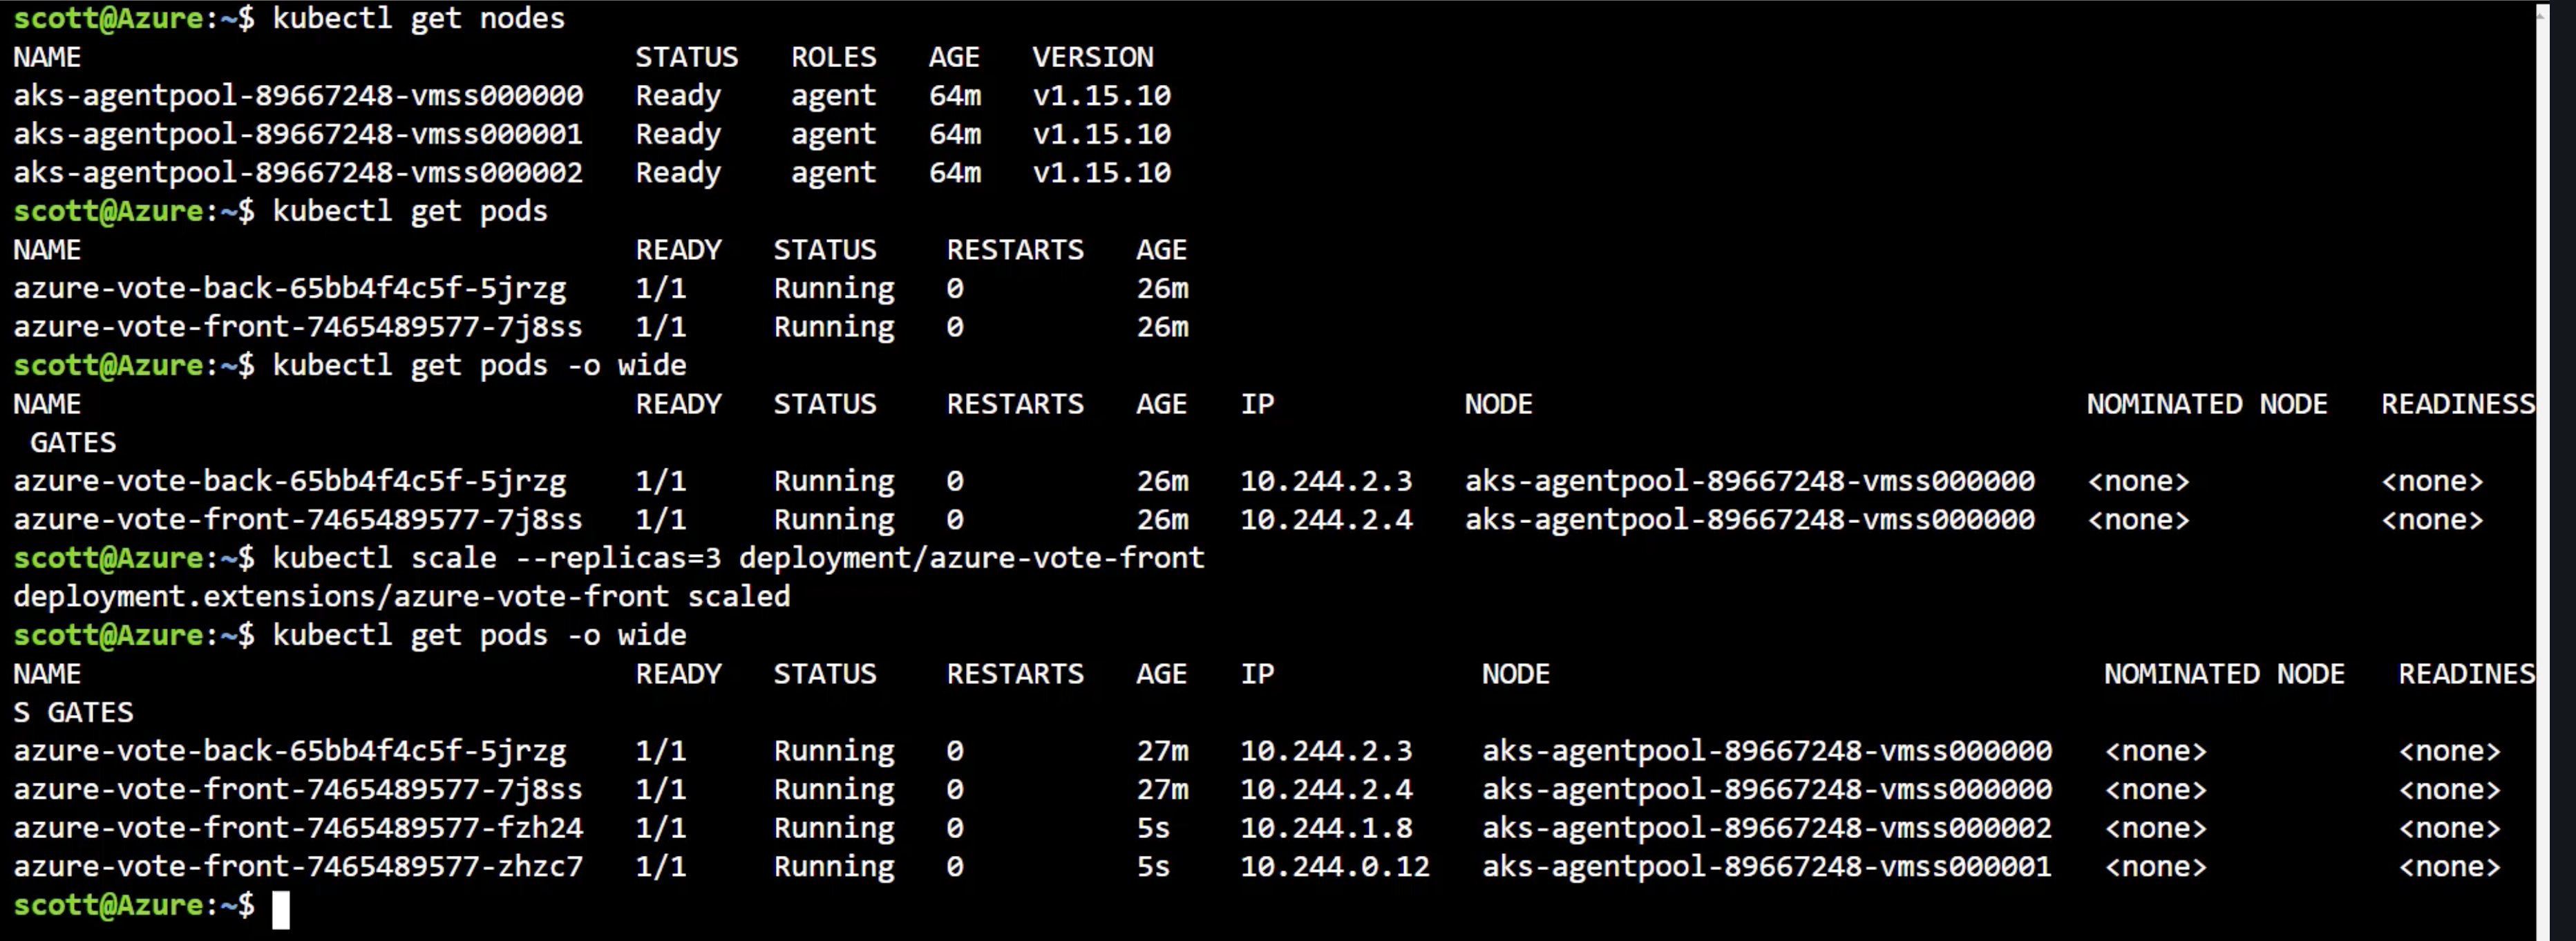 scott@Azure:~$ kubectl get nodes
NAME                                STATUS   ROLES   AGE   VERSION
aks-agentpool-89667248-vmss000000   Ready    agent   64m   v1.15.10
aks-agentpool-89667248-vmss000001   Ready    agent   64m   v1.15.10
aks-agentpool-89667248-vmss000002   Ready    agent   64m   v1.15.10
scott@Azure:~$ kubectl get pods
NAME                                READY   STATUS    RESTARTS   AGE
azure-vote-back-65bb4f4c5f-5jrzg    1/1     Running   0          26m
azure-vote-front-7465489577-7j8ss   1/1     Running   0          26m
scott@Azure:~$ kubectl get pods -o wide
NAME                                READY   STATUS    RESTARTS   AGE   IP           NODE                                NOMINATED NODE   READINESS
 GATES
azure-vote-back-65bb4f4c5f-5jrzg    1/1     Running   0          26m   10.244.2.3   aks-agentpool-89667248-vmss000000   <none>           <none>
azure-vote-front-7465489577-7j8ss   1/1     Running   0          26m   10.244.2.4   aks-agentpool-89667248-vmss000000   <none>           <none>
scott@Azure:~$ kubectl scale --replicas=3 deployment/azure-vote-front
deployment.extensions/azure-vote-front scaled
scott@Azure:~$ kubectl get pods -o wide
NAME                                READY   STATUS    RESTARTS   AGE   IP            NODE                                NOMINATED NODE   READINES
S GATES
azure-vote-back-65bb4f4c5f-5jrzg    1/1     Running   0          27m   10.244.2.3    aks-agentpool-89667248-vmss000000   <none>           <none>
azure-vote-front-7465489577-7j8ss   1/1     Running   0          27m   10.244.2.4    aks-agentpool-89667248-vmss000000   <none>           <none>
azure-vote-front-7465489577-fzh24   1/1     Running   0          5s    10.244.1.8    aks-agentpool-89667248-vmss000002   <none>           <none>
azure-vote-front-7465489577-zhzc7   1/1     Running   0          5s    10.244.0.12   aks-agentpool-89667248-vmss000001   <none>           <none>
scott@Azure:~$